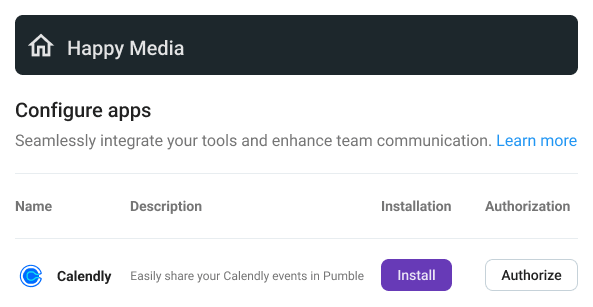 Happy Media
Configure apps
Seamlessly integrate your tools and enhance team communication. Learn more
Name Description Installation Authorization
Calendly Easily share your Calendly events in Pumble Install Authorize